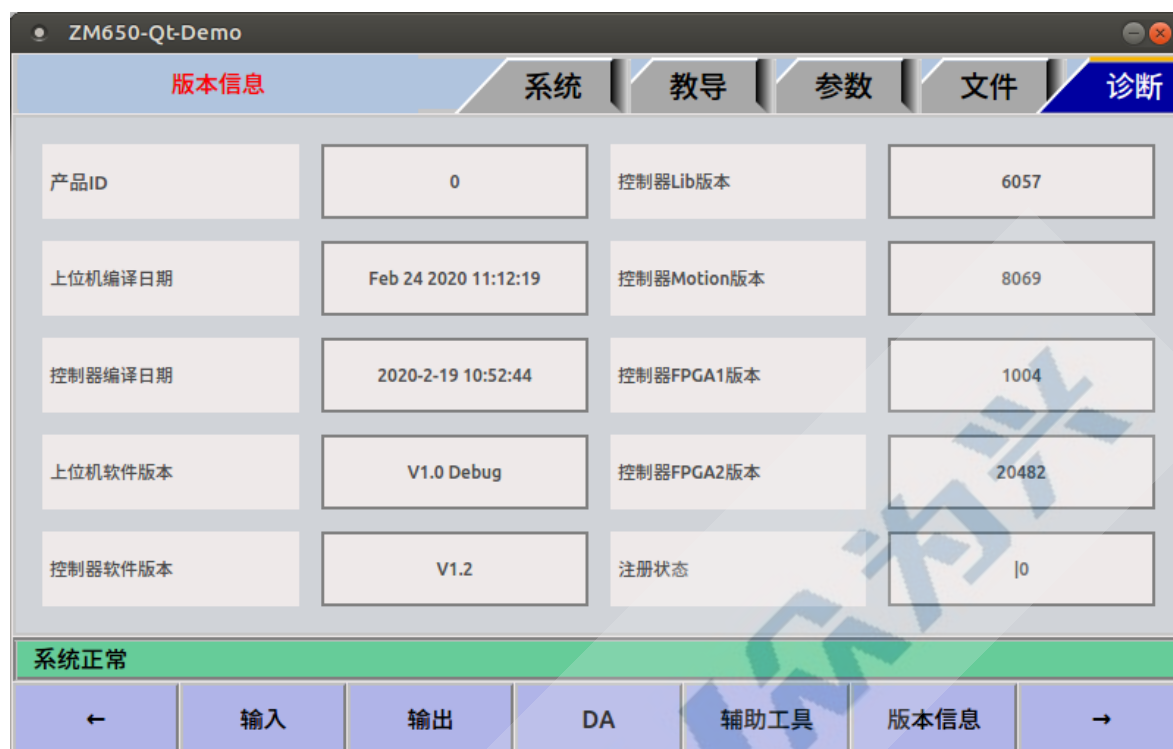 ZM650-Qt-Demo
版本信息 系统 教导 参数 文件 诊断
产品ID 0 控制器Lib版本 6057
上位机编译日期 Feb 24 2020 11:12:19 控制器Motion版本 8069
控制器编译日期 2020-2-19 10:52:44 控制器FPGA1版本 1004
上位机软件版本 V1.0 Debug 控制器FPGA2版本 20482
控制器软件版本 V1.2 注册状态 |0
系统正常
← 输入 输出 DA 辅助工具 版本信息 →
众为兴